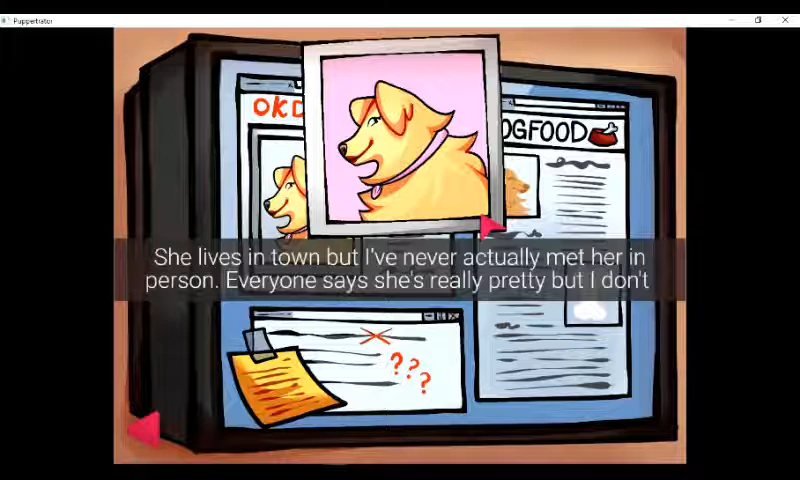 Puppertrator
OKD
OGFOOD
She lives in town but I've never actually met her in
person. Everyone says she's really pretty but I don't
???